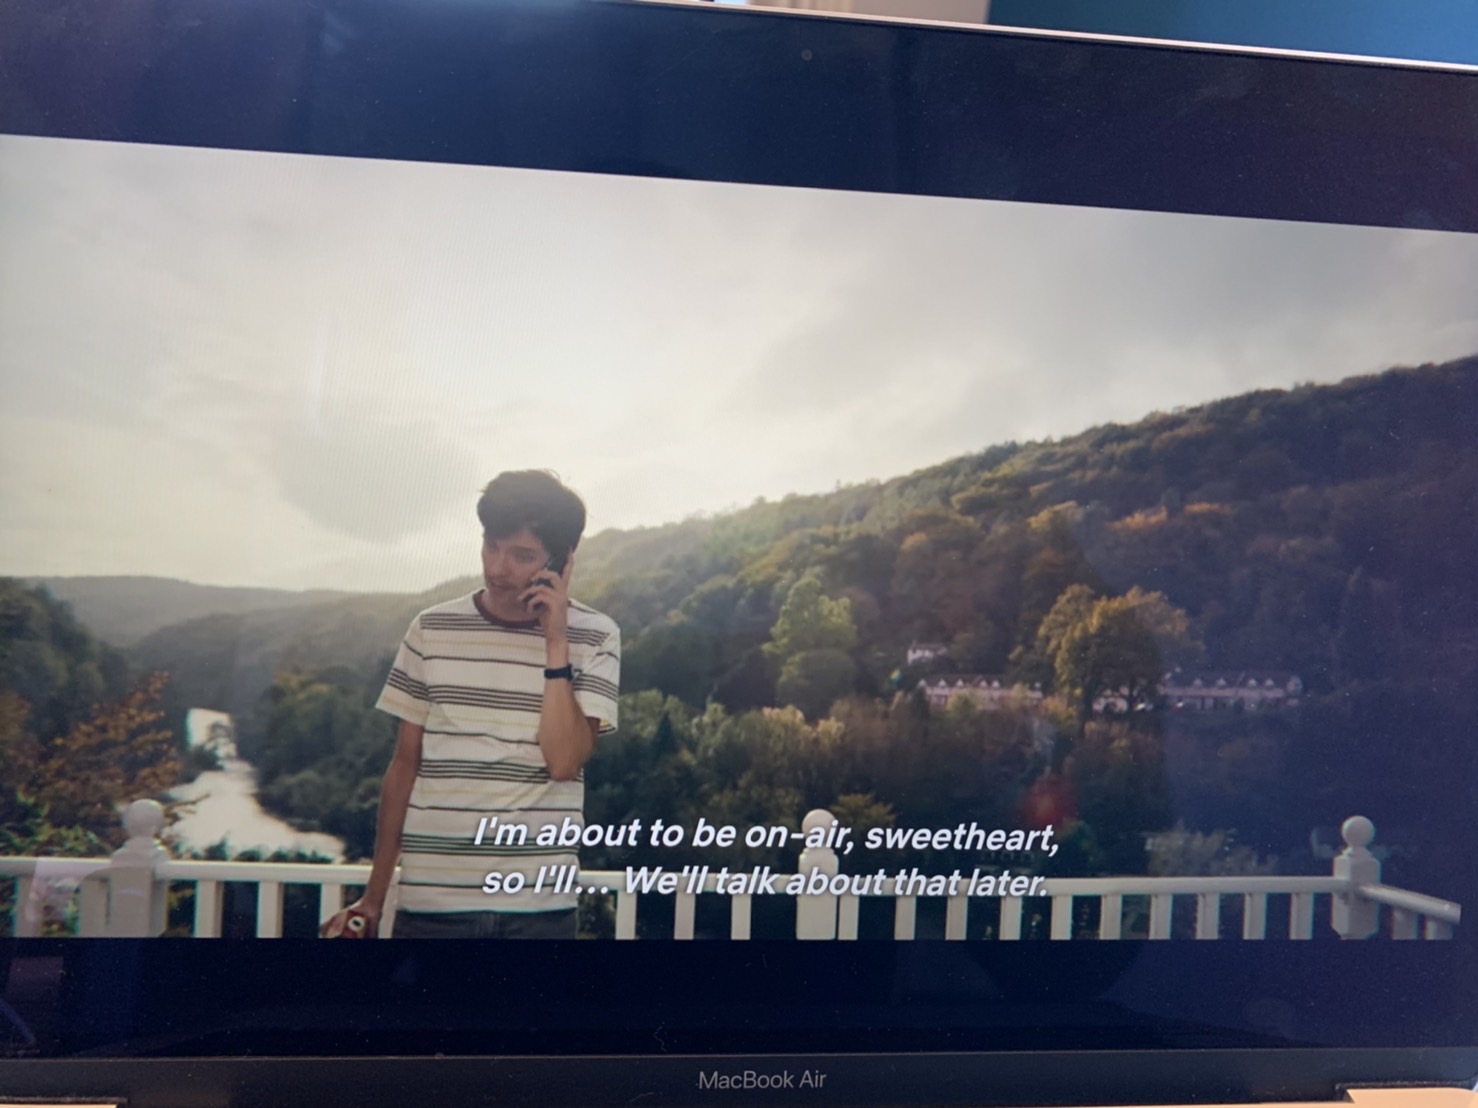 I'm about to be on-air, sweetheart,
so I'll... We'll talk about that later.
MacBook Air